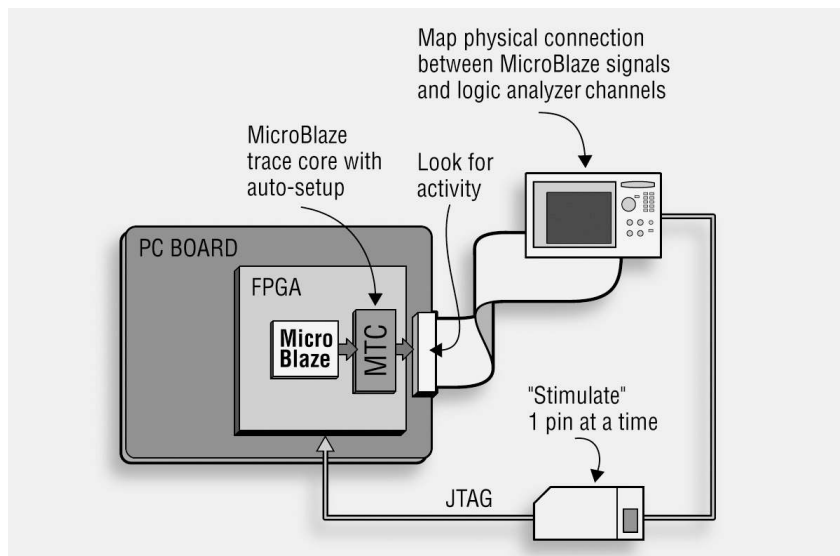 Map physical connection
between MicroBlaze signals
and logic analyzer channels
MicroBlaze
trace core with
auto-setup
Look for
activity
PC BOARD
FPGA
Micro
Blaze
MTC
"Stimulate"
1 pin at a time
JTAG